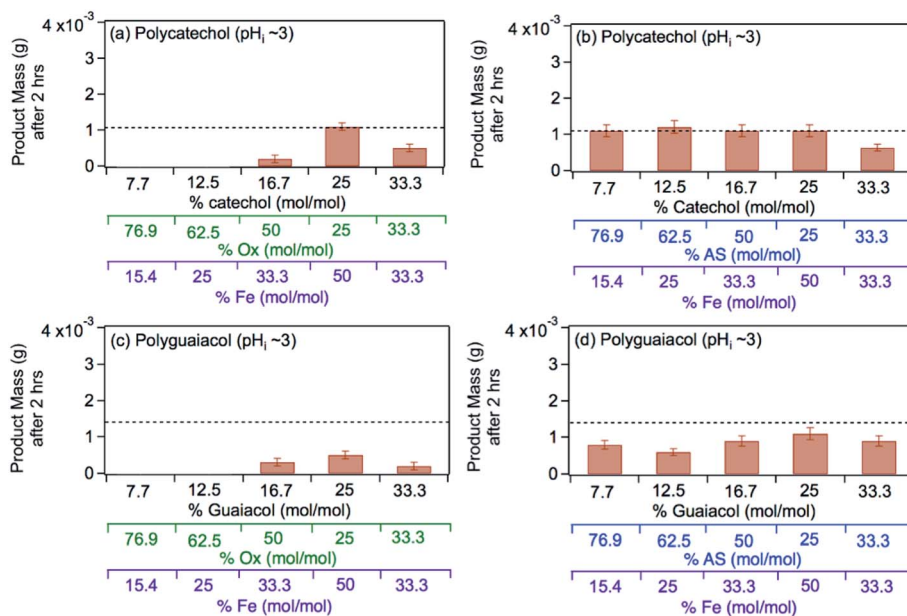 4 x10⁻³
(a) Polycatechol (pHᵢ ~3)
3
2
1
0
Product Mass (g)
after 2 hrs
7.7 12.5 16.7 25 33.3
% catechol (mol/mol)
76.9 62.5 50 25 33.3
% Ox (mol/mol)
15.4 25 33.3 50 33.3
% Fe (mol/mol)
4 x10⁻³
(b) Polycatechol (pHᵢ ~3)
3
2
1
0
Product Mass (g)
after 2 hrs
7.7 12.5 16.7 25 33.3
% Catechol (mol/mol)
76.9 62.5 50 25 33.3
% AS (mol/mol)
15.4 25 33.3 50 33.3
% Fe (mol/mol)
4 x10⁻³
(c) Polyguaiacol (pHᵢ ~3)
3
2
1
0
Product Mass (g)
after 2 hrs
7.7 12.5 16.7 25 33.3
% Guaiacol (mol/mol)
76.9 62.5 50 25 33.3
% Ox (mol/mol)
15.4 25 33.3 50 33.3
% Fe (mol/mol)
4 x10⁻³
(d) Polyguaiacol (pHᵢ ~3)
3
2
1
0
Product Mass (g)
after 2 hrs
7.7 12.5 16.7 25 33.3
% Guaiacol (mol/mol)
76.9 62.5 50 25 33.3
% AS (mol/mol)
15.4 25 33.3 50 33.3
% Fe (mol/mol)